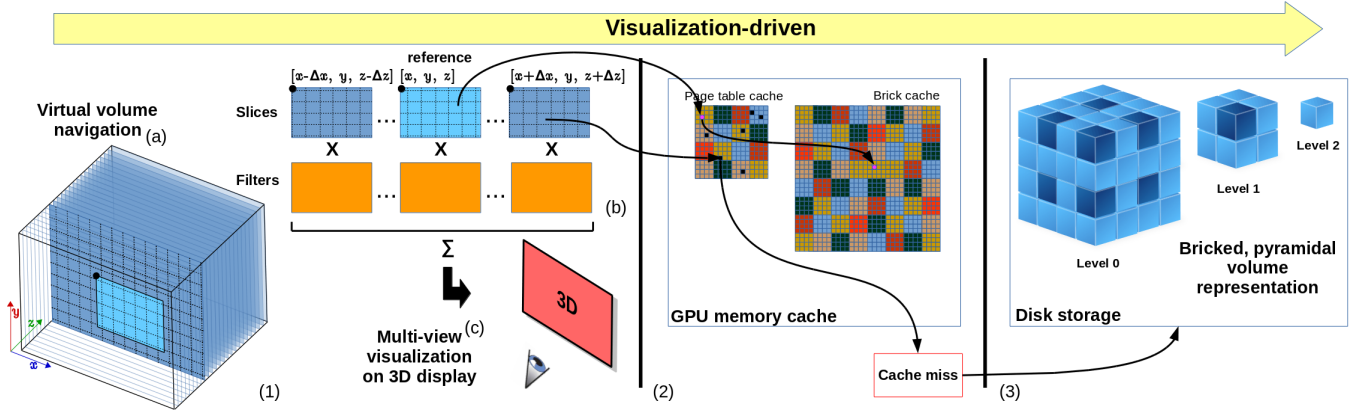 Visualization-driven
reference
[x-Δx, y, z-Δz] [x, y, z] [x+Δx, y, z+Δz]
Virtual volume
navigation (a)
Slices
... ...
X X X
Filters
... ...
(b)
Σ
3D
(c)
Multi-view
visualization
on 3D display
y
z
x
(1)
Page table cache
Brick cache
GPU memory cache
Cache miss
(2)
Level 0
Level 1
Level 2
Bricked, pyramidal
volume
representation
Disk storage
(3)